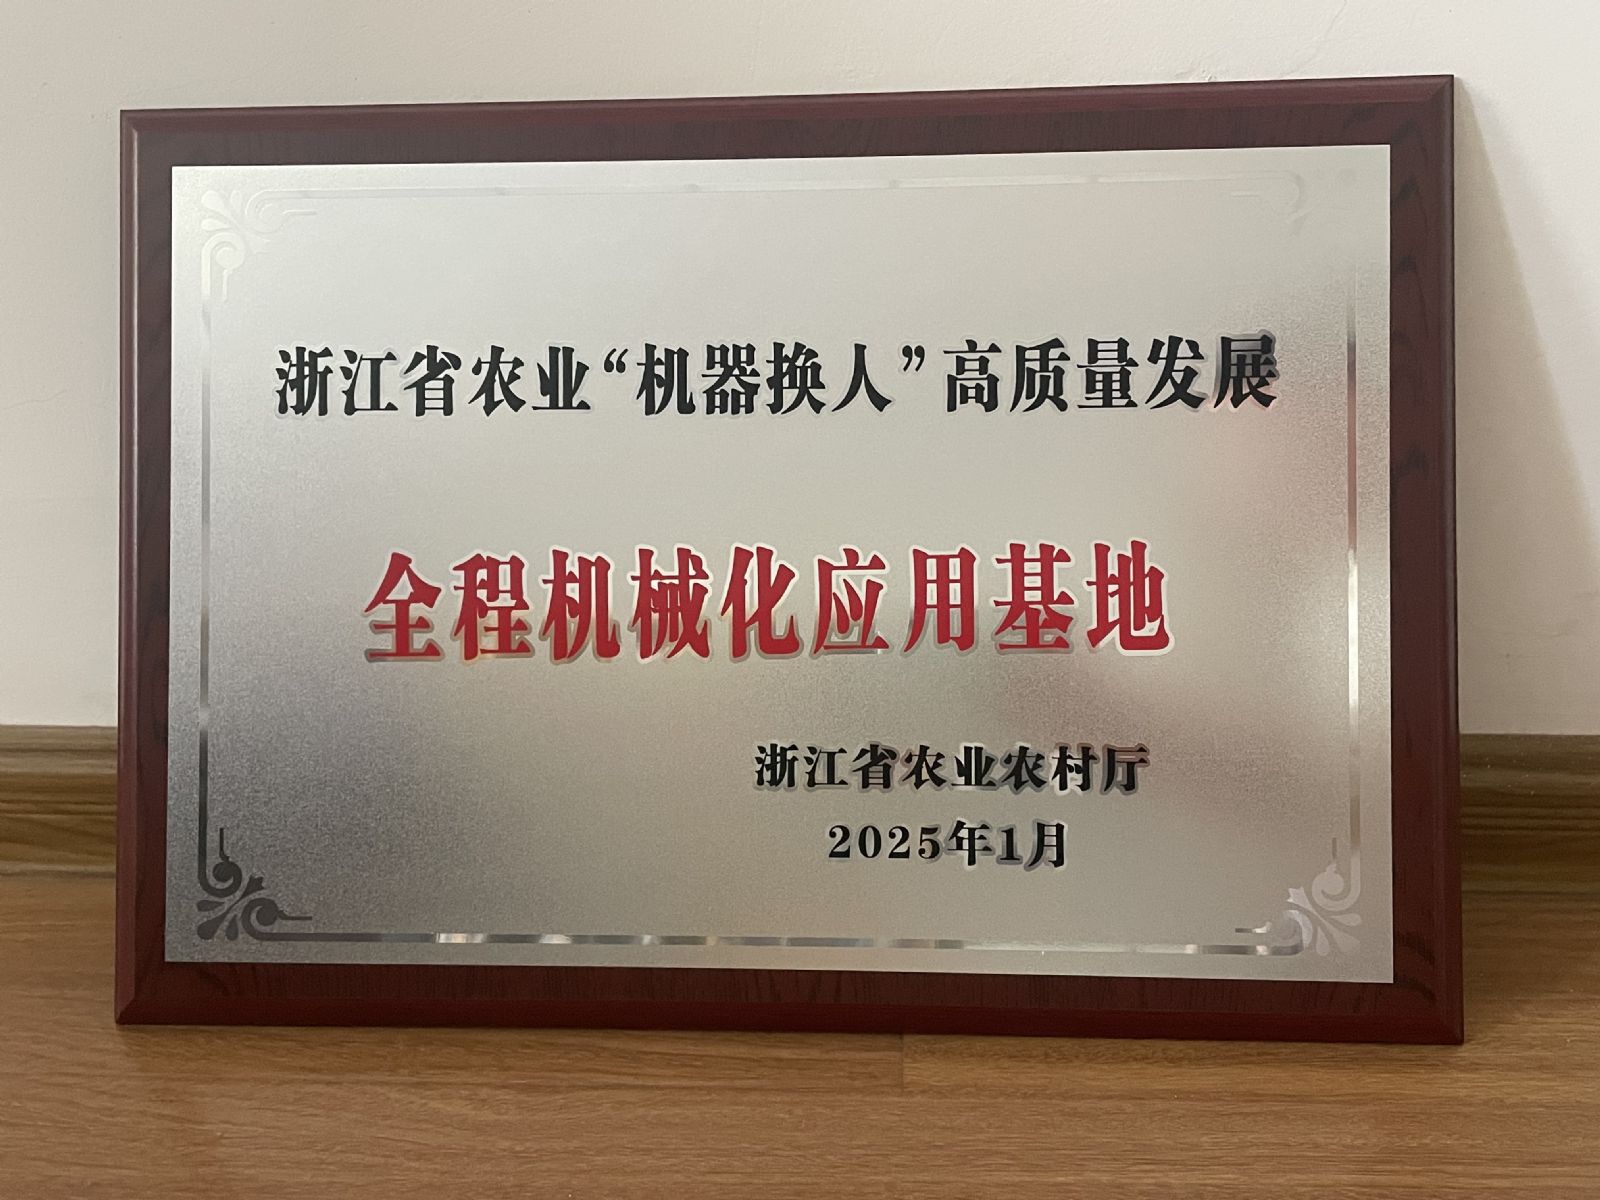 浙江省农业“机器换人”高质量发展
全程机械化应用基地
浙江省农业农村厅
2025年1月